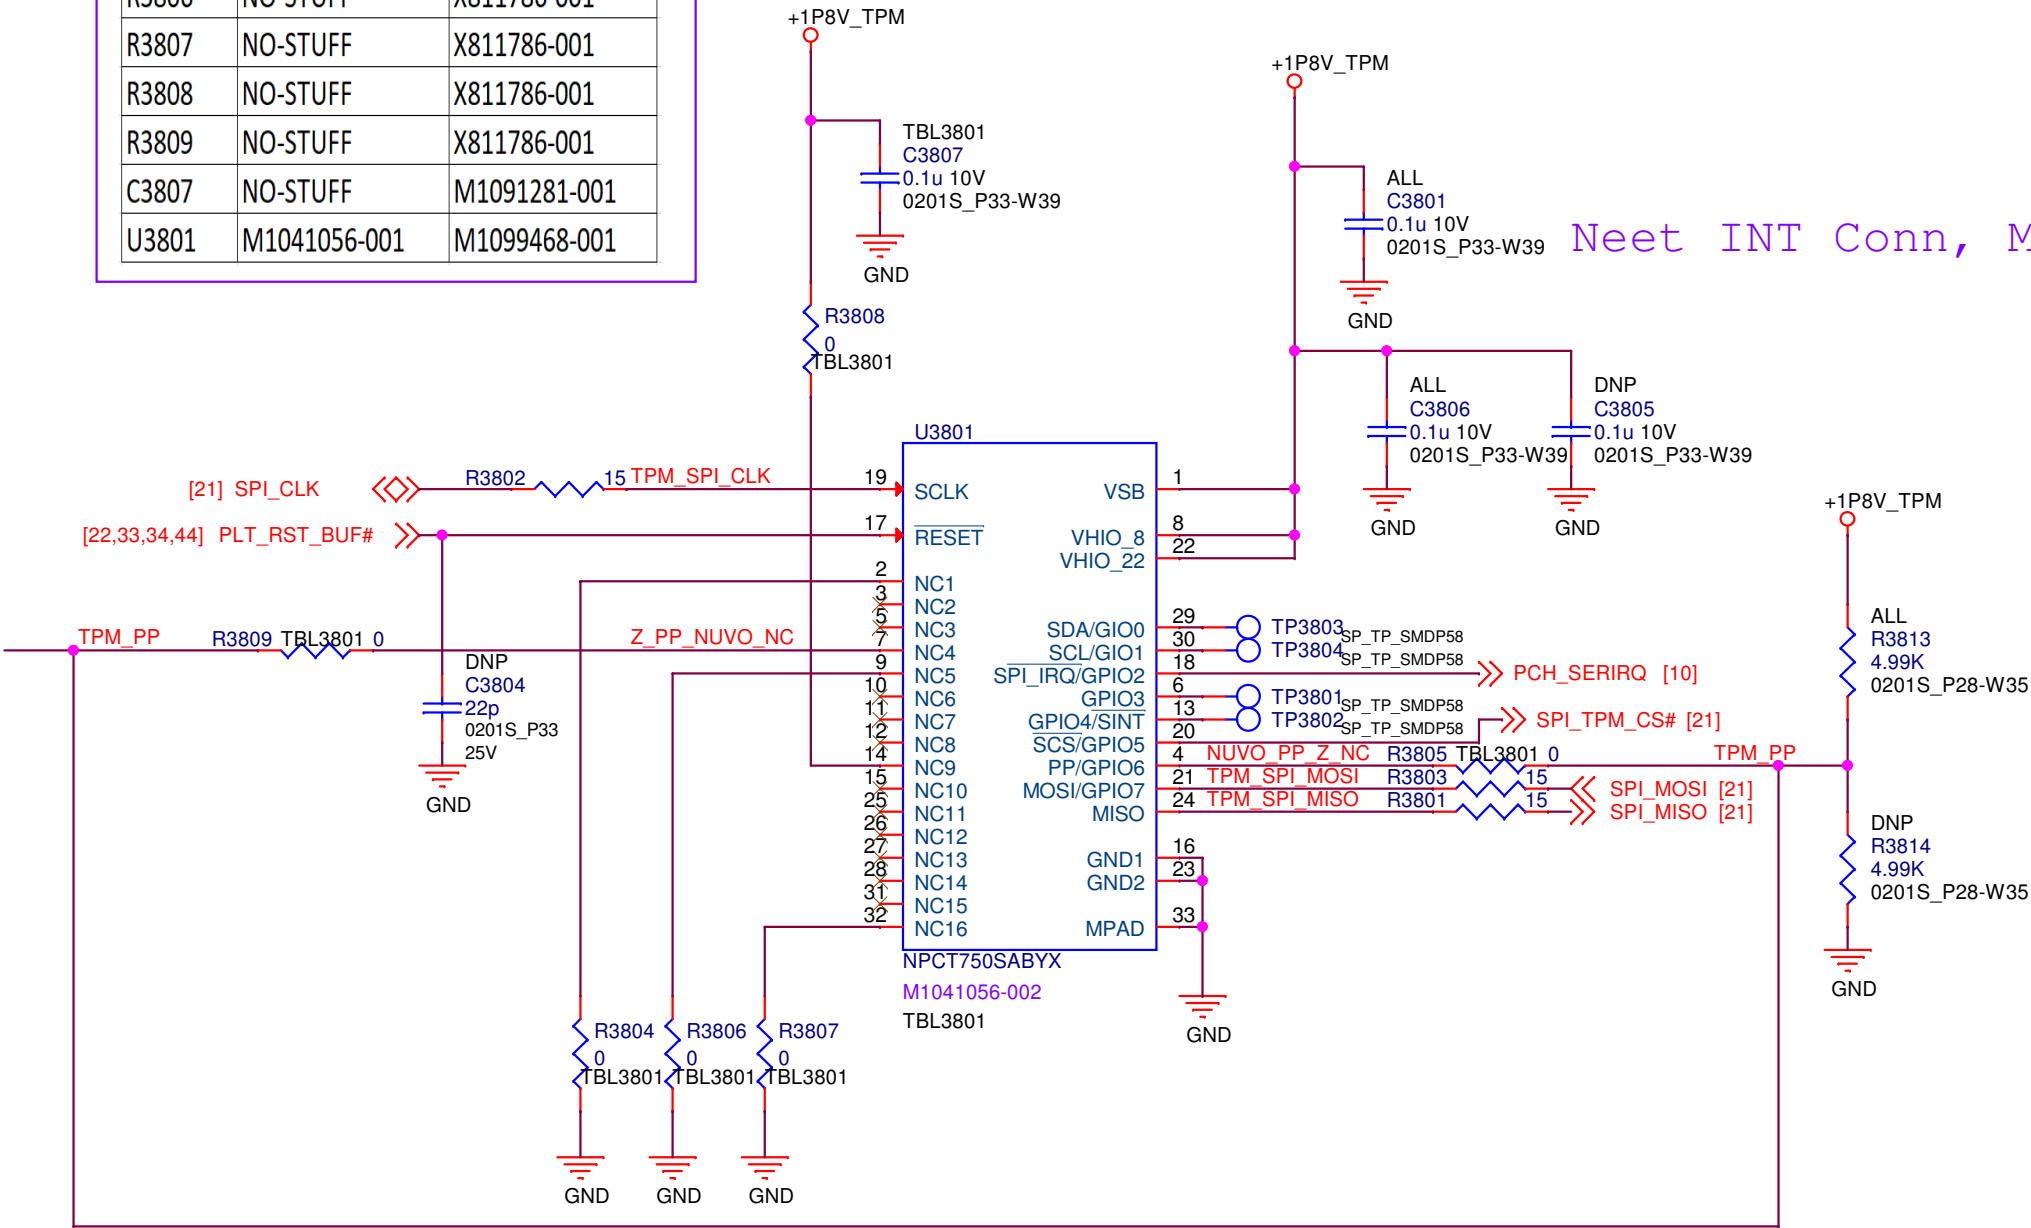 R3806 NO-STUFF X811786-001
R3807 NO-STUFF X811786-001
R3808 NO-STUFF X811786-001
R3809 NO-STUFF X811786-001
C3807 NO-STUFF M1091281-001
U3801 M1041056-001 M1099468-001
+1P8V_TPM
TBL3801
C3807
0.1u 10V
0201S_P33-W39
GND
R3808
0
TBL3801
+1P8V_TPM
ALL
C3801
0.1u 10V
0201S_P33-W39
GND
Neet INT Conn, M
ALL
C3806
0.1u 10V
0201S_P33-W39
GND
DNP
C3805
0.1u 10V
0201S_P33-W39
GND
[21] SPI_CLK
R3802 15 TPM_SPI_CLK
[22,33,34,44] PLT_RST_BUF#
TPM_PP R3809 TBL3801 0 Z_PP_NUVO_NC
DNP
C3804
22p
0201S_P33
25V
GND
U3801
19 SCLK
17 RESET
2 NC1
3 NC2
5 NC3
7 NC4
9 NC5
10 NC6
11 NC7
12 NC8
14 NC9
15 NC10
25 NC11
26 NC12
27 NC13
28 NC14
31 NC15
32 NC16
VSB 1
VHIO_8 8
VHIO_22 22
SDA/GIO0 29 TP3803 SP_TP_SMDP58
SCL/GIO1 30 TP3804 SP_TP_SMDP58
SPI_IRQ/GPIO2 18 PCH_SERIRQ [10]
GPIO3 6 TP3801 SP_TP_SMDP58
GPIO4/SINT 13 TP3802 SP_TP_SMDP58
SCS/GPIO5 20 SPI_TPM_CS# [21]
PP/GPIO6 4 NUVO_PP_Z_NC R3805 TBL3801 0 TPM_PP
MOSI/GPIO7 21 TPM_SPI_MOSI R3803 15 SPI_MOSI [21]
MISO 24 TPM_SPI_MISO R3801 15 SPI_MISO [21]
GND1 16
GND2 23
MPAD 33
GND
NPCT750SABYX
M1041056-002
TBL3801
+1P8V_TPM
ALL
R3813
4.99K
0201S_P28-W35
DNP
R3814
4.99K
0201S_P28-W35
GND
R3804
0
TBL3801
GND
R3806
0
TBL3801
GND
R3807
0
TBL3801
GND